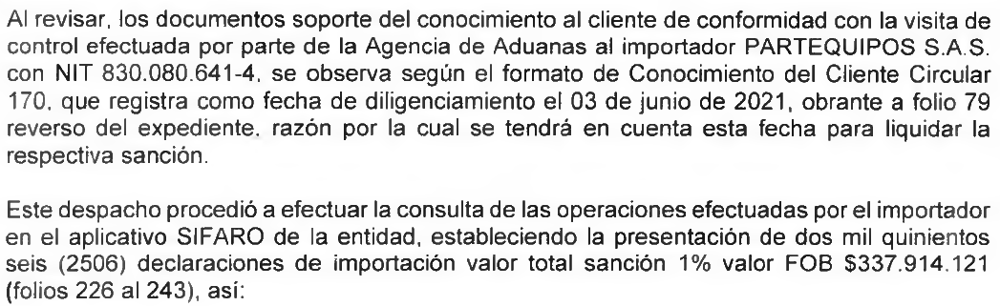 Al revisar, los documentos soporte del conocimiento al cliente de conformidad con la visita de
control efectuada por parte de la Agencia de Aduanas al importador PARTEQUIPOS S.A.S.
con NIT 830.080.641-4, se observa según el formato de Conocimiento del Cliente Circular
170, que registra como fecha de diligenciamiento el 03 de junio de 2021, obrante a folio 79
reverso del expediente, razón por la cual se tendrá en cuenta esta fecha para liquidar la
respectiva sanción.
Este despacho procedió a efectuar la consulta de las operaciones efectuadas por el importador
en el aplicativo SIFARO de la entidad, estableciendo la presentación de dos mil quinientos
seis (2506) declaraciones de importación valor total sanción 1% valor FOB $337.914.121
(folios 226 al 243), así: